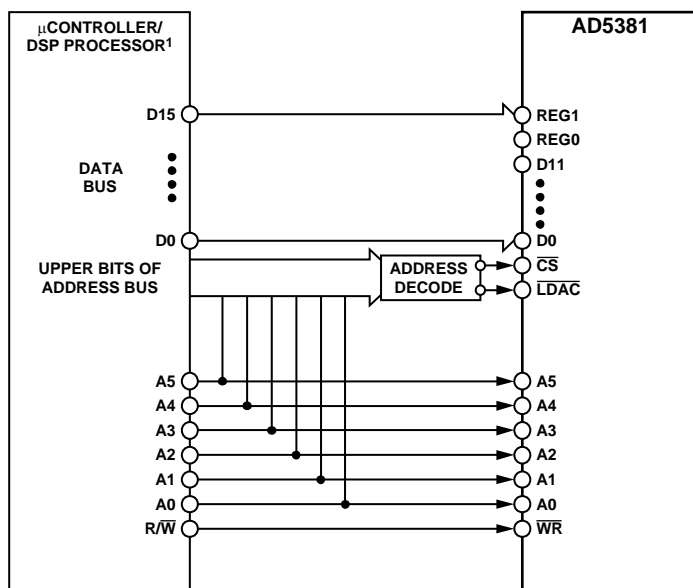 μCONTROLLER/
DSP PROCESSOR1
AD5381
D15
REG1
REG0
DATA
BUS
D11
D0
D0
UPPER BITS OF
ADDRESS BUS
ADDRESS
DECODE
CS
LDAC
A5
A5
A4
A4
A3
A3
A2
A2
A1
A1
A0
A0
R/W
WR